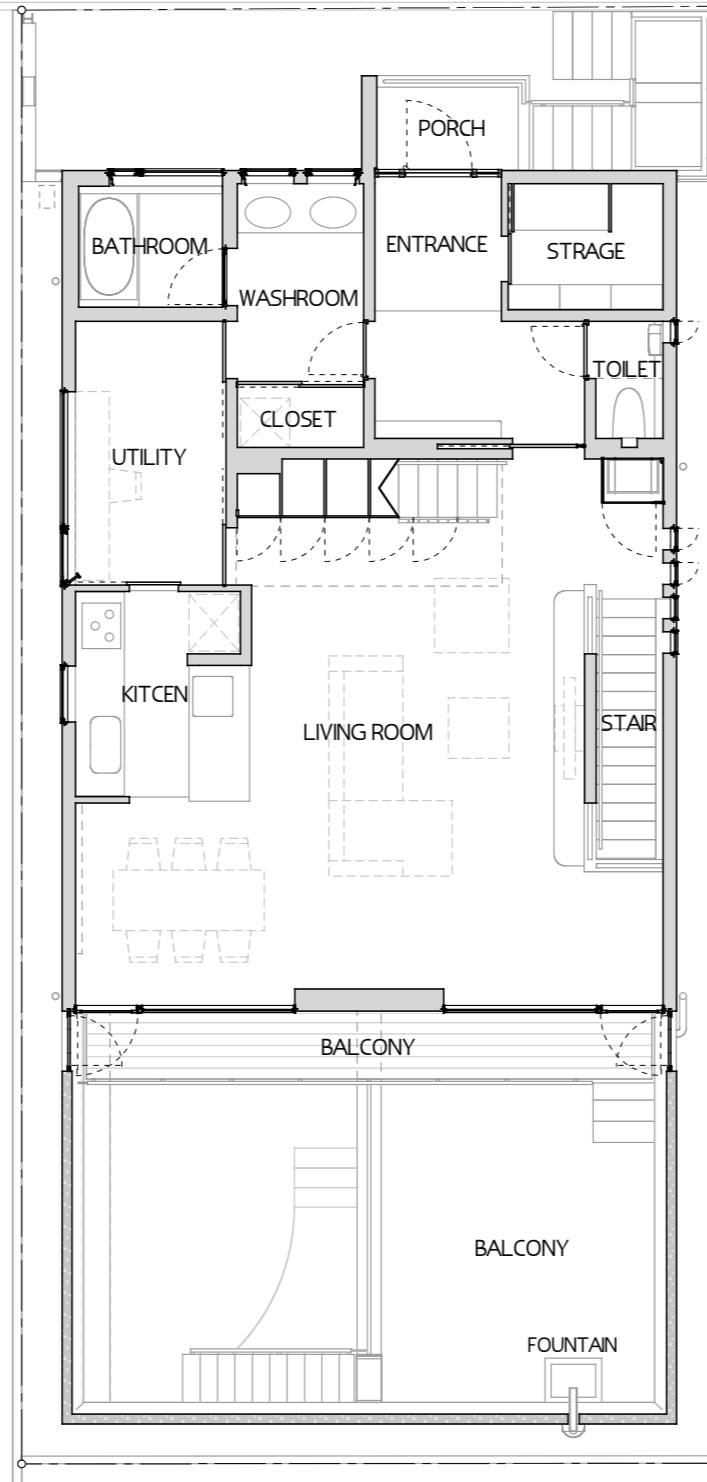 PORCH
BATHROOM
ENTRANCE
STRAGE
WASHROOM
TOILET
CLOSET
UTILITY
KITCEN
LIVING ROOM
STAIR
BALCONY
BALCONY
FOUNTAIN